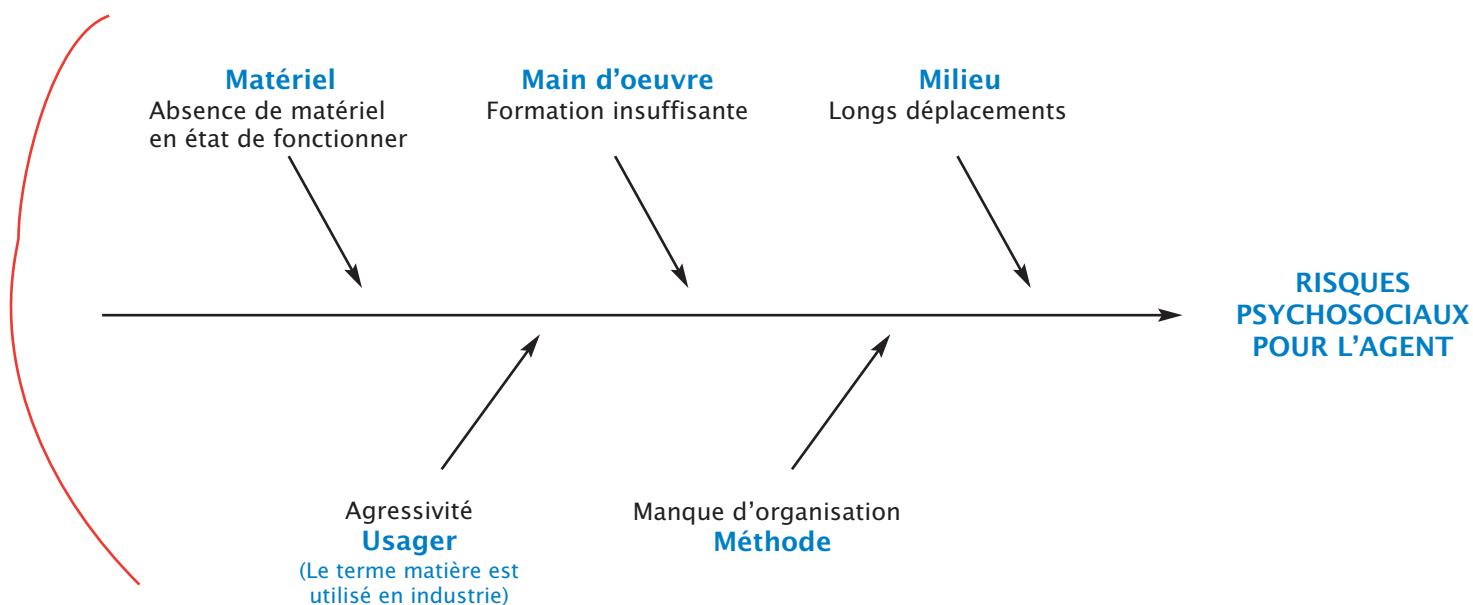 Matériel
Absence de matériel
en état de fonctionner
Main d'oeuvre
Formation insuffisante
Milieu
Longs déplacements
RISQUES
PSYCHOSOCIAUX
POUR L'AGENT
Agressivité
Usager
(Le terme matière est
utilisé en industrie)
Manque d'organisation
Méthode